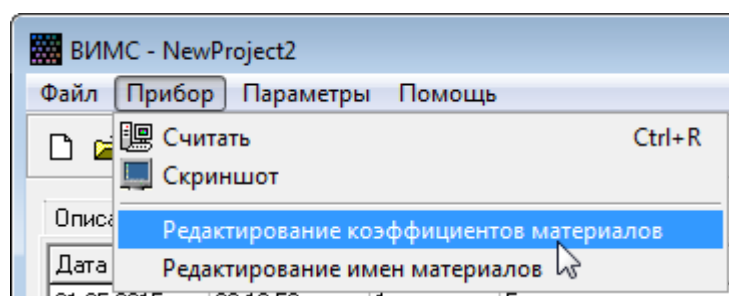 ВИМС - NewProject2
Файл Прибор Параметры Помощь
Считать Ctrl+R
Скриншот
Редактирование коэффициентов материалов
Дата Редактирование имен материалов